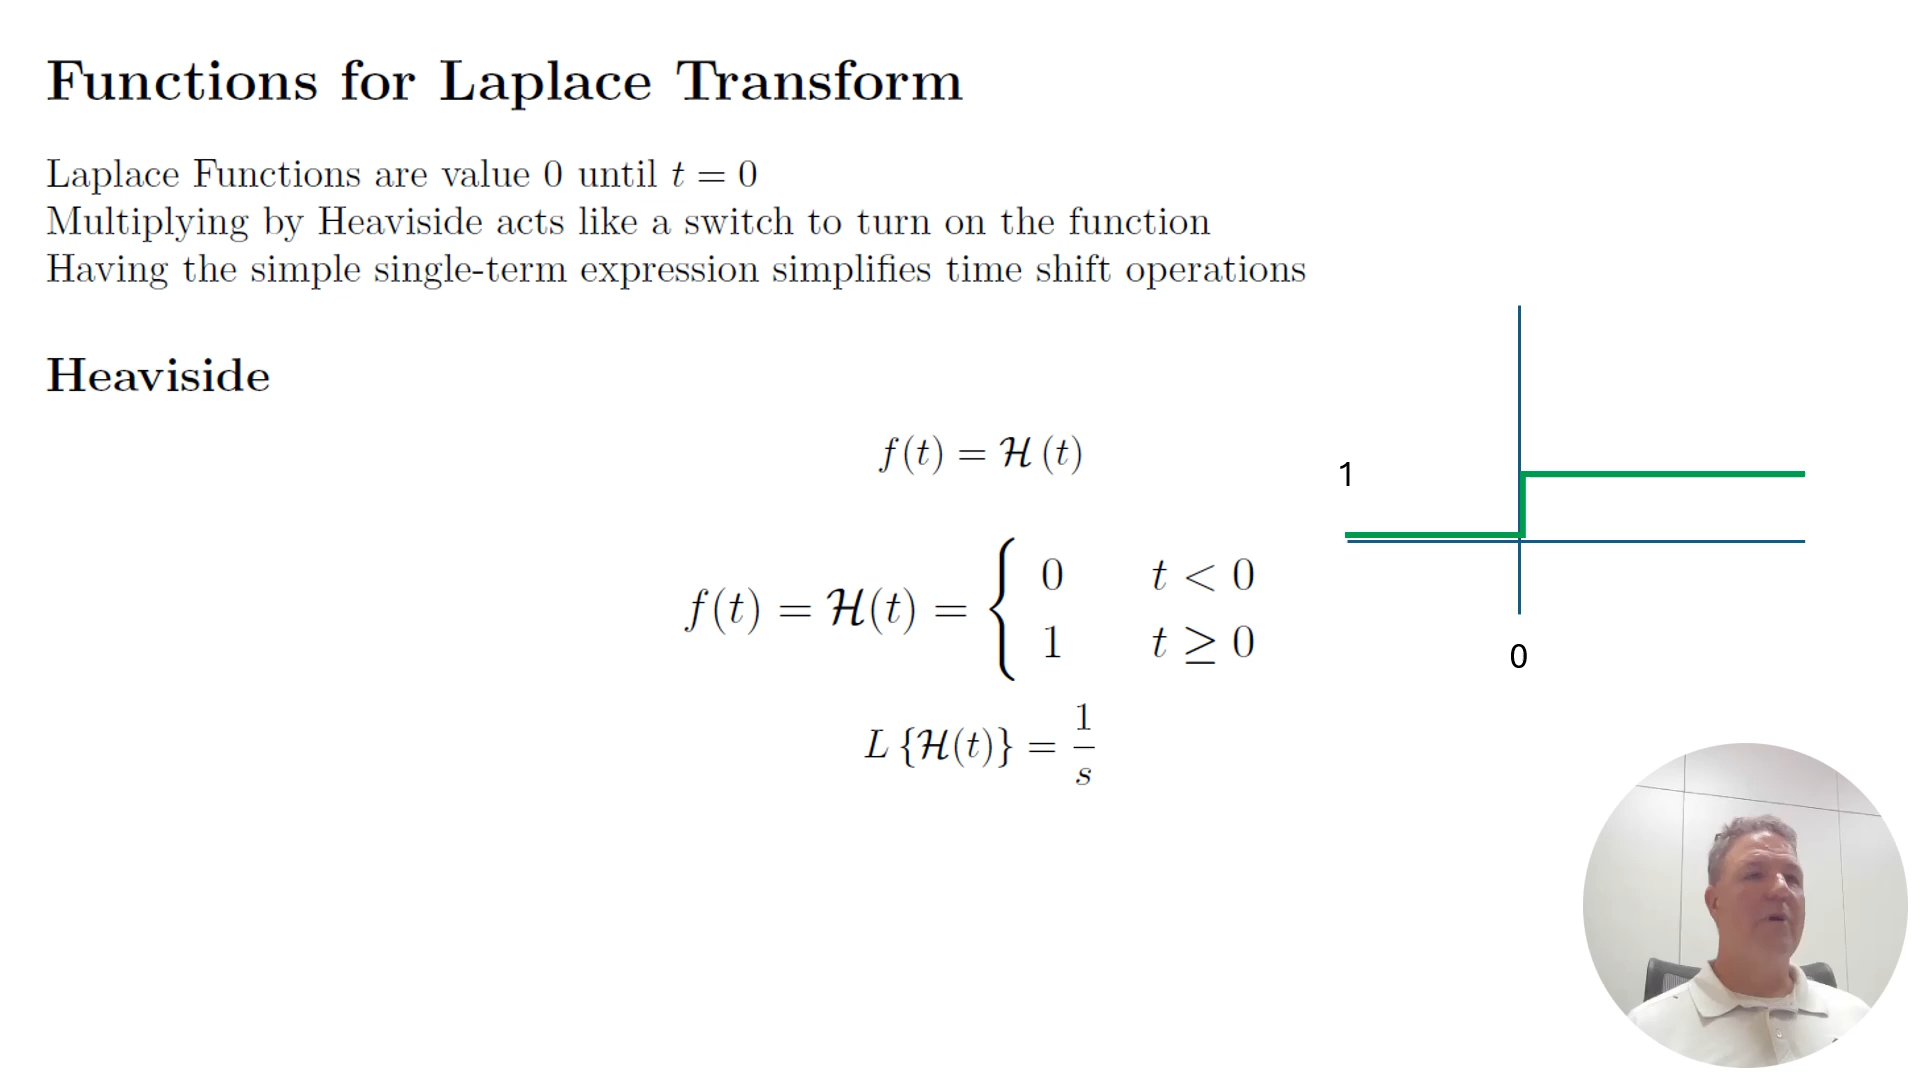 Functions for Laplace Transform
Laplace Functions are value 0 until t = 0
Multiplying by Heaviside acts like a switch to turn on the function
Having the simple single-term expression simplifies time shift operations
Heaviside
f(t) = ℋ (t)
f(t) = ℋ(t) = { 0 t < 0
1 t ≥ 0
L {ℋ(t)} = 1/s
1
0